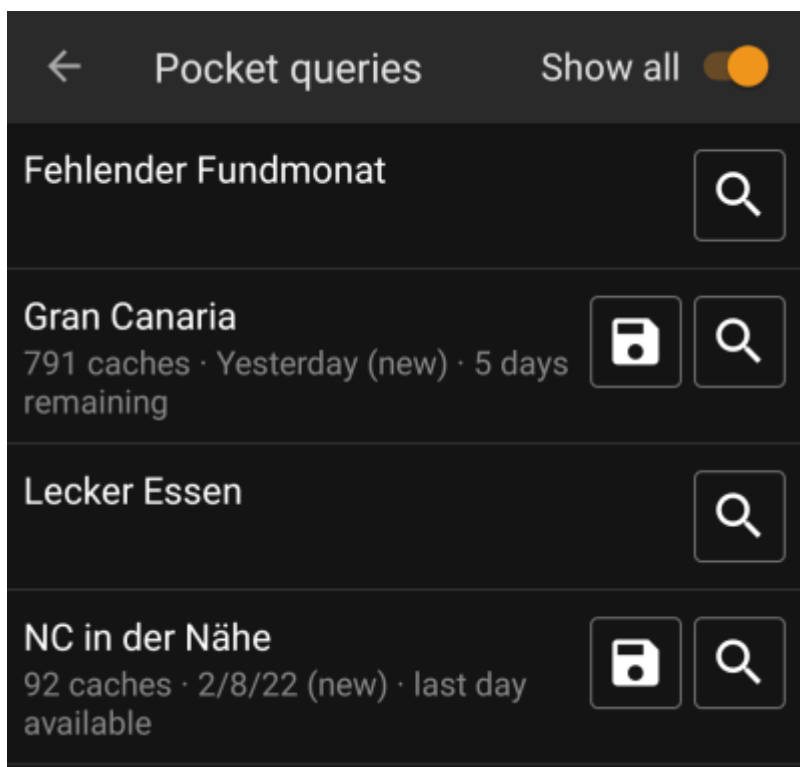 Pocket queries Show all
Fehlender Fundmonat
Gran Canaria
791 caches · Yesterday (new) · 5 days
remaining
Lecker Essen
NC in der Nähe
92 caches · 2/8/22 (new) · last day
available